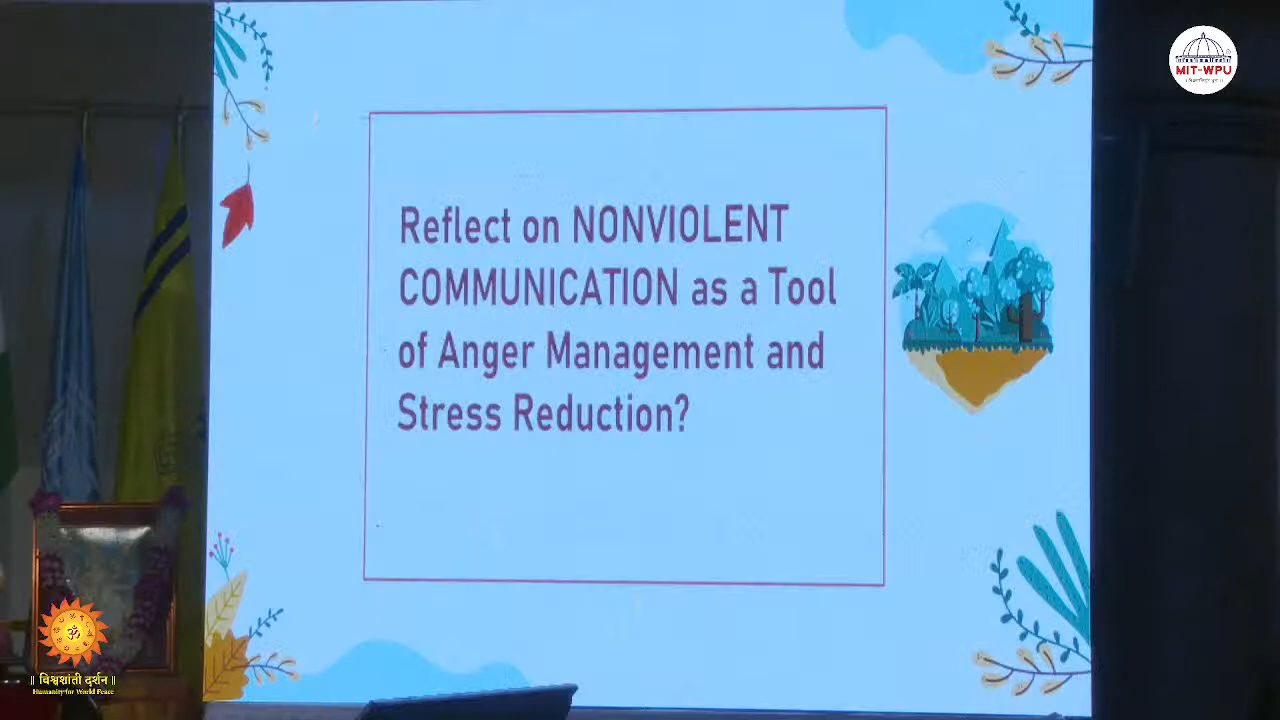 MIT-WPU
Reflect on NONVIOLENT
COMMUNICATION as a Tool
of Anger Management and
Stress Reduction?
ॐ
॥ विश्वशांती दर्शन ॥
Humanity for World Peace